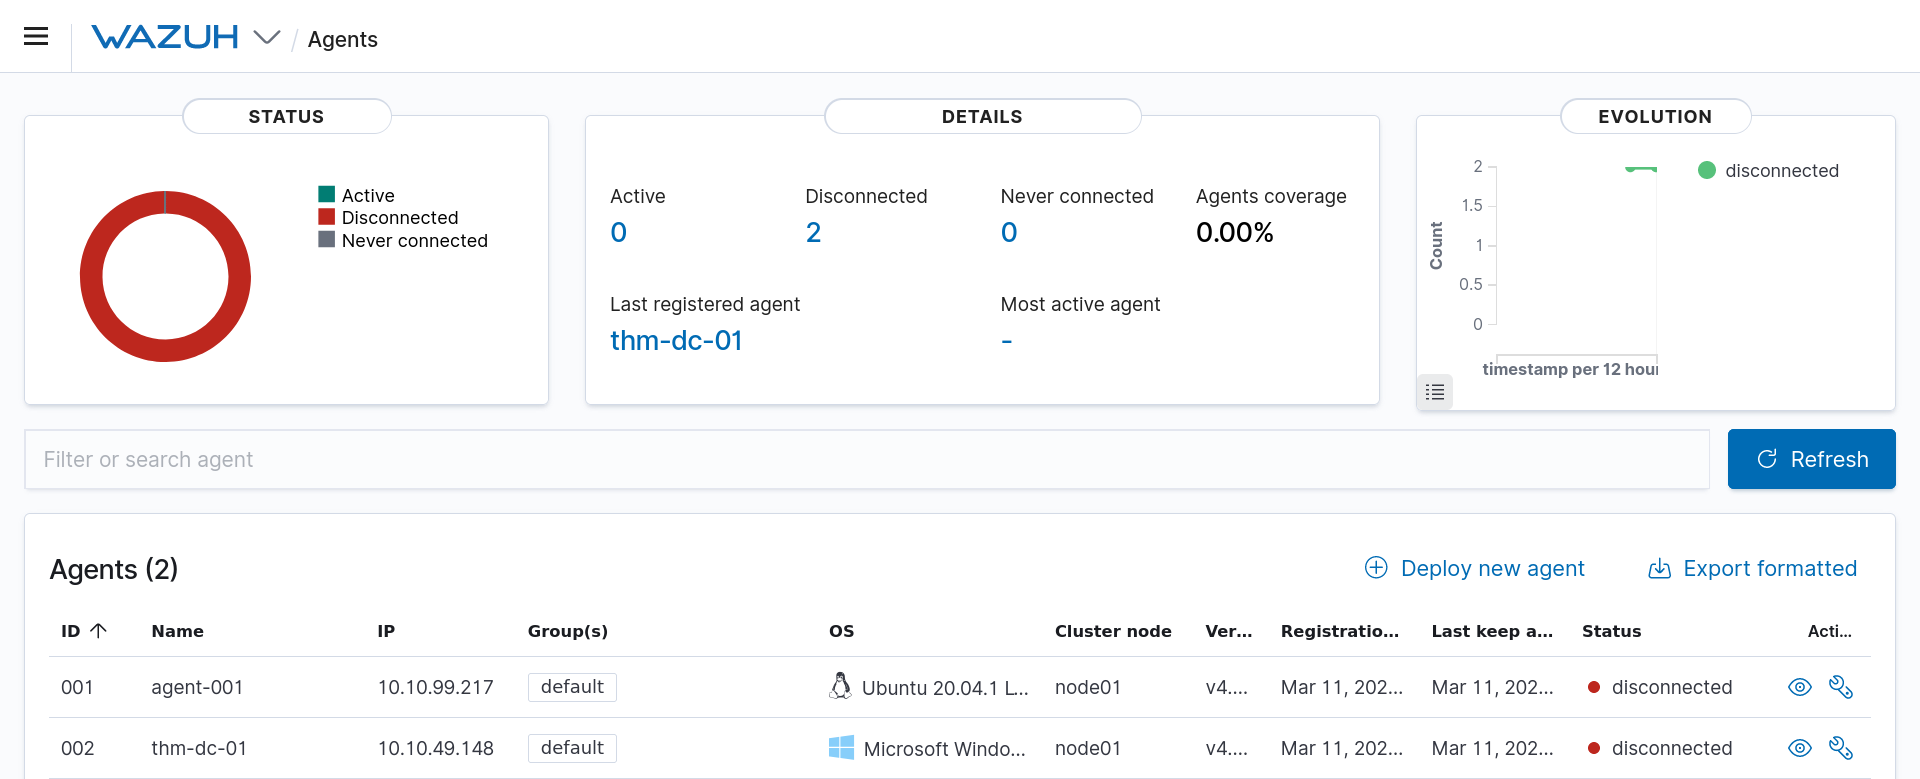 WAZUH / Agents
STATUS
Active
Disconnected
Never connected
DETAILS
Active
0
Disconnected
2
Never connected
0
Agents coverage
0.00%
Last registered agent
thm-dc-01
Most active agent
-
EVOLUTION
2
1.5
1
0.5
0
Count
timestamp per 12 hour
disconnected
Filter or search agent
Refresh
Agents (2)
Deploy new agent
Export formatted
ID Name IP Group(s) OS Cluster node Ver... Registratio... Last keep a... Status Acti...
001 agent-001 10.10.99.217 default Ubuntu 20.04.1 L... node01 v4.... Mar 11, 202... Mar 11, 202... disconnected
002 thm-dc-01 10.10.49.148 default Microsoft Windo... node01 v4.... Mar 11, 202... Mar 11, 202... disconnected